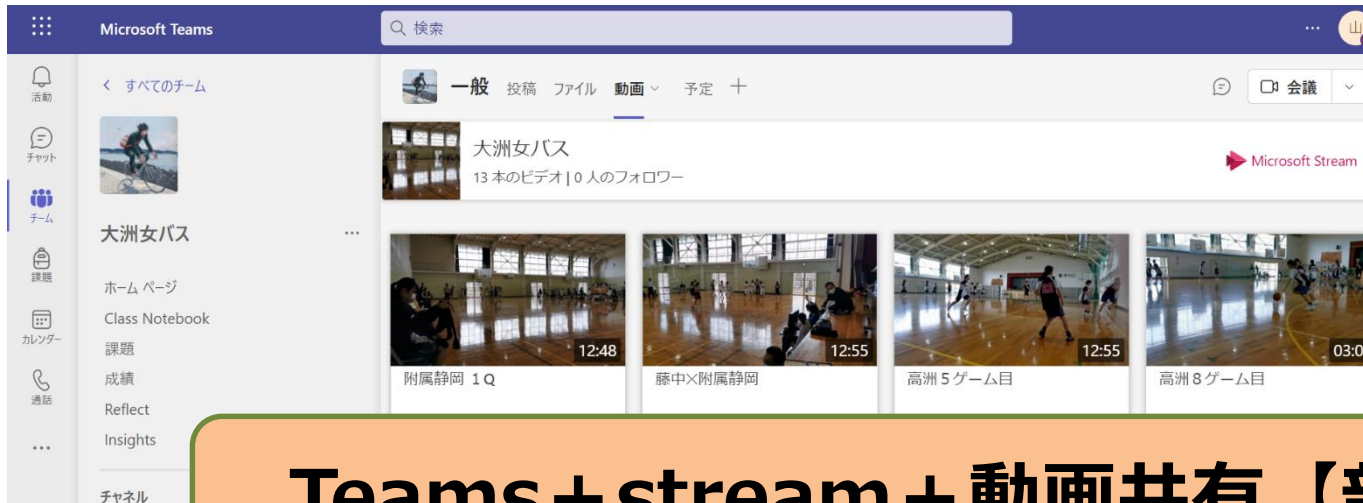 Microsoft Teams
検索
…
山
活動
チャット
チーム
課題
カレンダー
通話
…
すべてのチーム
大洲女バス
…
ホーム ページ
Class Notebook
課題
成績
Reflect
Insights
チャネル
一般 投稿 ファイル 動画 予定 +
会議
大洲女バス
13 本のビデオ | 0 人のフォロワー
Microsoft Stream
12:48
12:55
12:55
03:0
附属静岡 1Q
藤中×附属静岡
高洲5ゲーム目
高洲8ゲーム目
Teams+stream+動画共有【